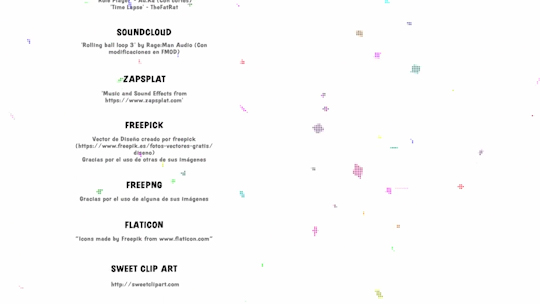 Role Player - Au.Ra (Con Coros)
'Time Lapse' - TheFatRat
SOUNDCLOUD
'Rolling ball loop 3' by Rage:Man Audio (Con
modificaciones en FMOD)
ZAPSPLAT
'Music and Sound Effects from
https://www.zapsplat.com'
FREEPICK
Vector de Diseño creado por freepick
(https://www.freepik.es/fotos-vectores-gratis/
diseno)
Gracias por el uso de otras de sus imágenes
FREEPNG
Gracias por el uso de alguna de sus imágenes
FLATICON
"Icons made by Freepik from www.flaticon.com"
SWEET CLIP ART
http://sweetclipart.com